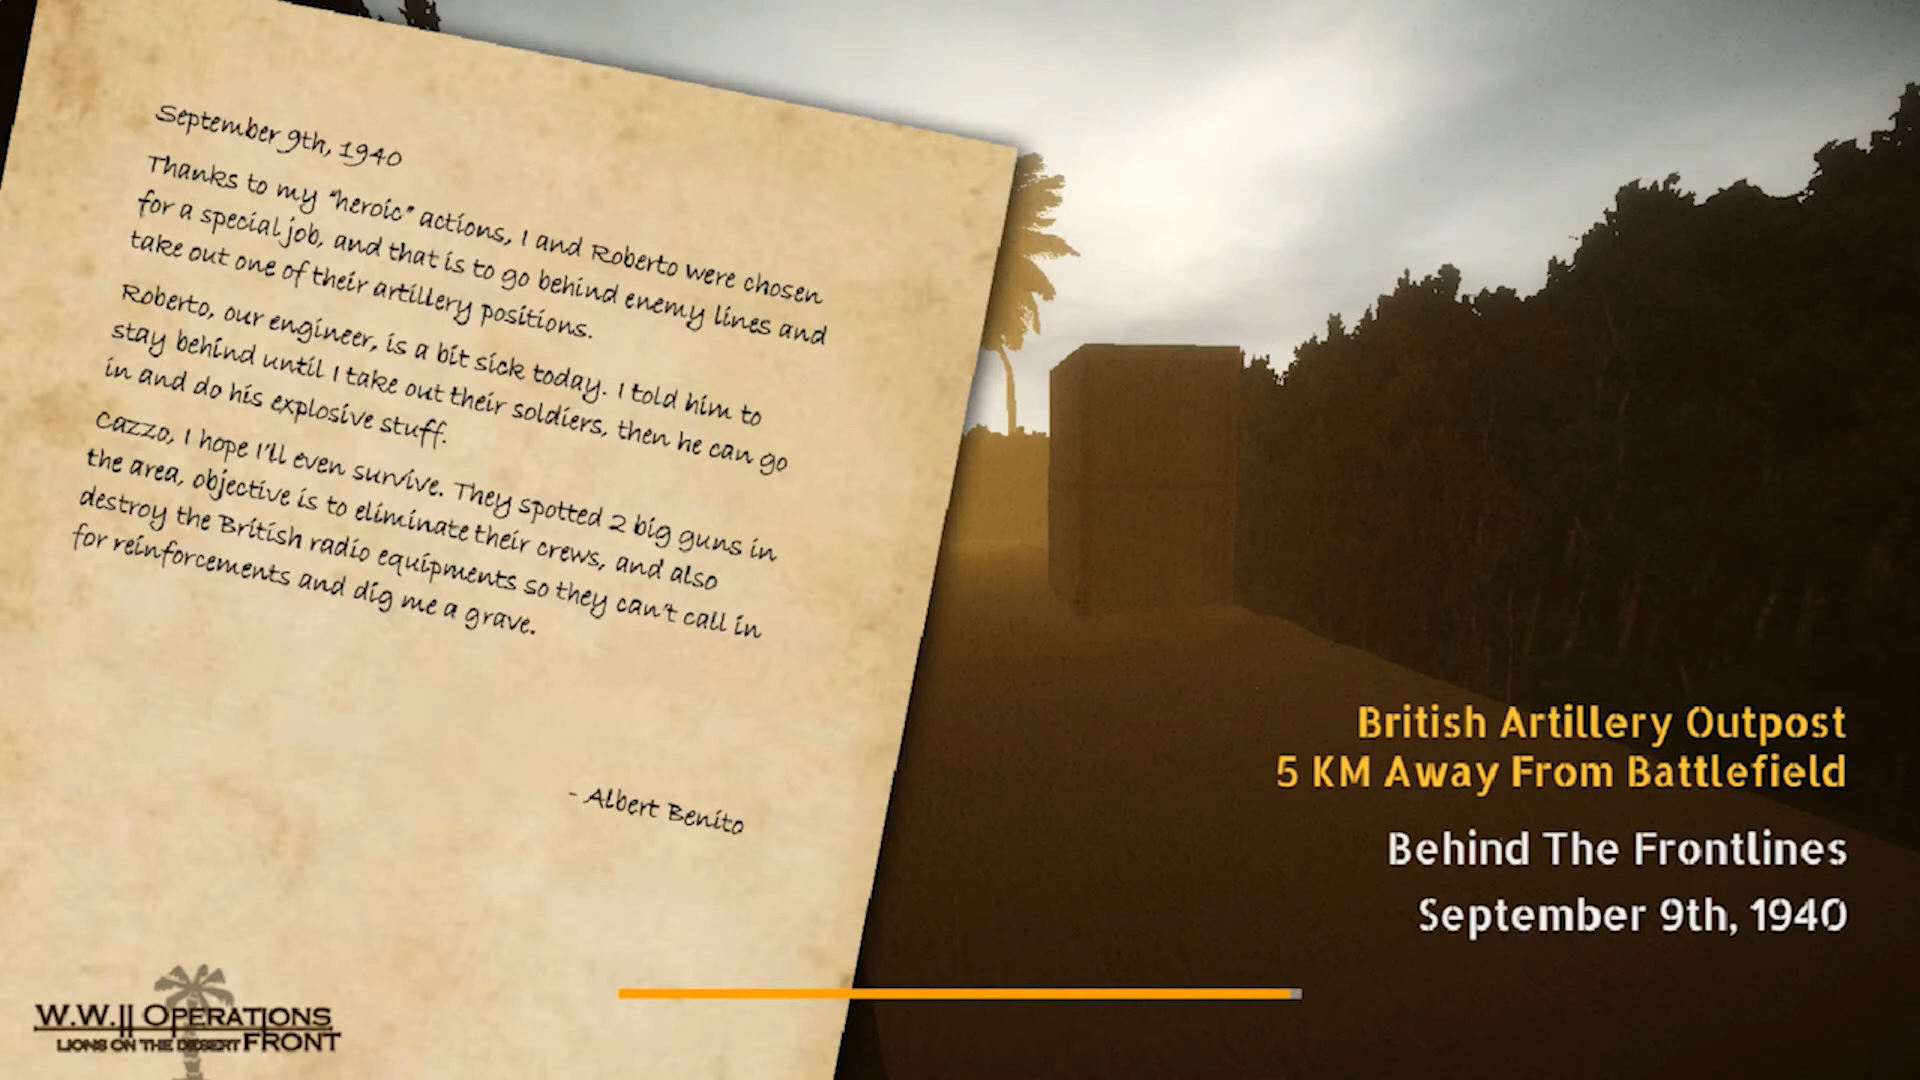 September 9th, 1940
Thanks to my "heroic" actions, I and Roberto were chosen
for a special job, and that is to go behind enemy lines and
take out one of their artillery positions.
Roberto, our engineer, is a bit sick today. I told him to
stay behind until I take out their soldiers, then he can go
in and do his explosive stuff.
Cazzo, I hope I'll even survive. They spotted 2 big guns in
the area, objective is to eliminate their crews, and also
destroy the British radio equipments so they can't call in
for reinforcements and dig me a grave.
- Albert Benito
British Artillery Outpost
5 KM Away From Battlefield
Behind The Frontlines
September 9th, 1940
W.W.II OPERATIONS
LIONS ON THE DESERT FRONT